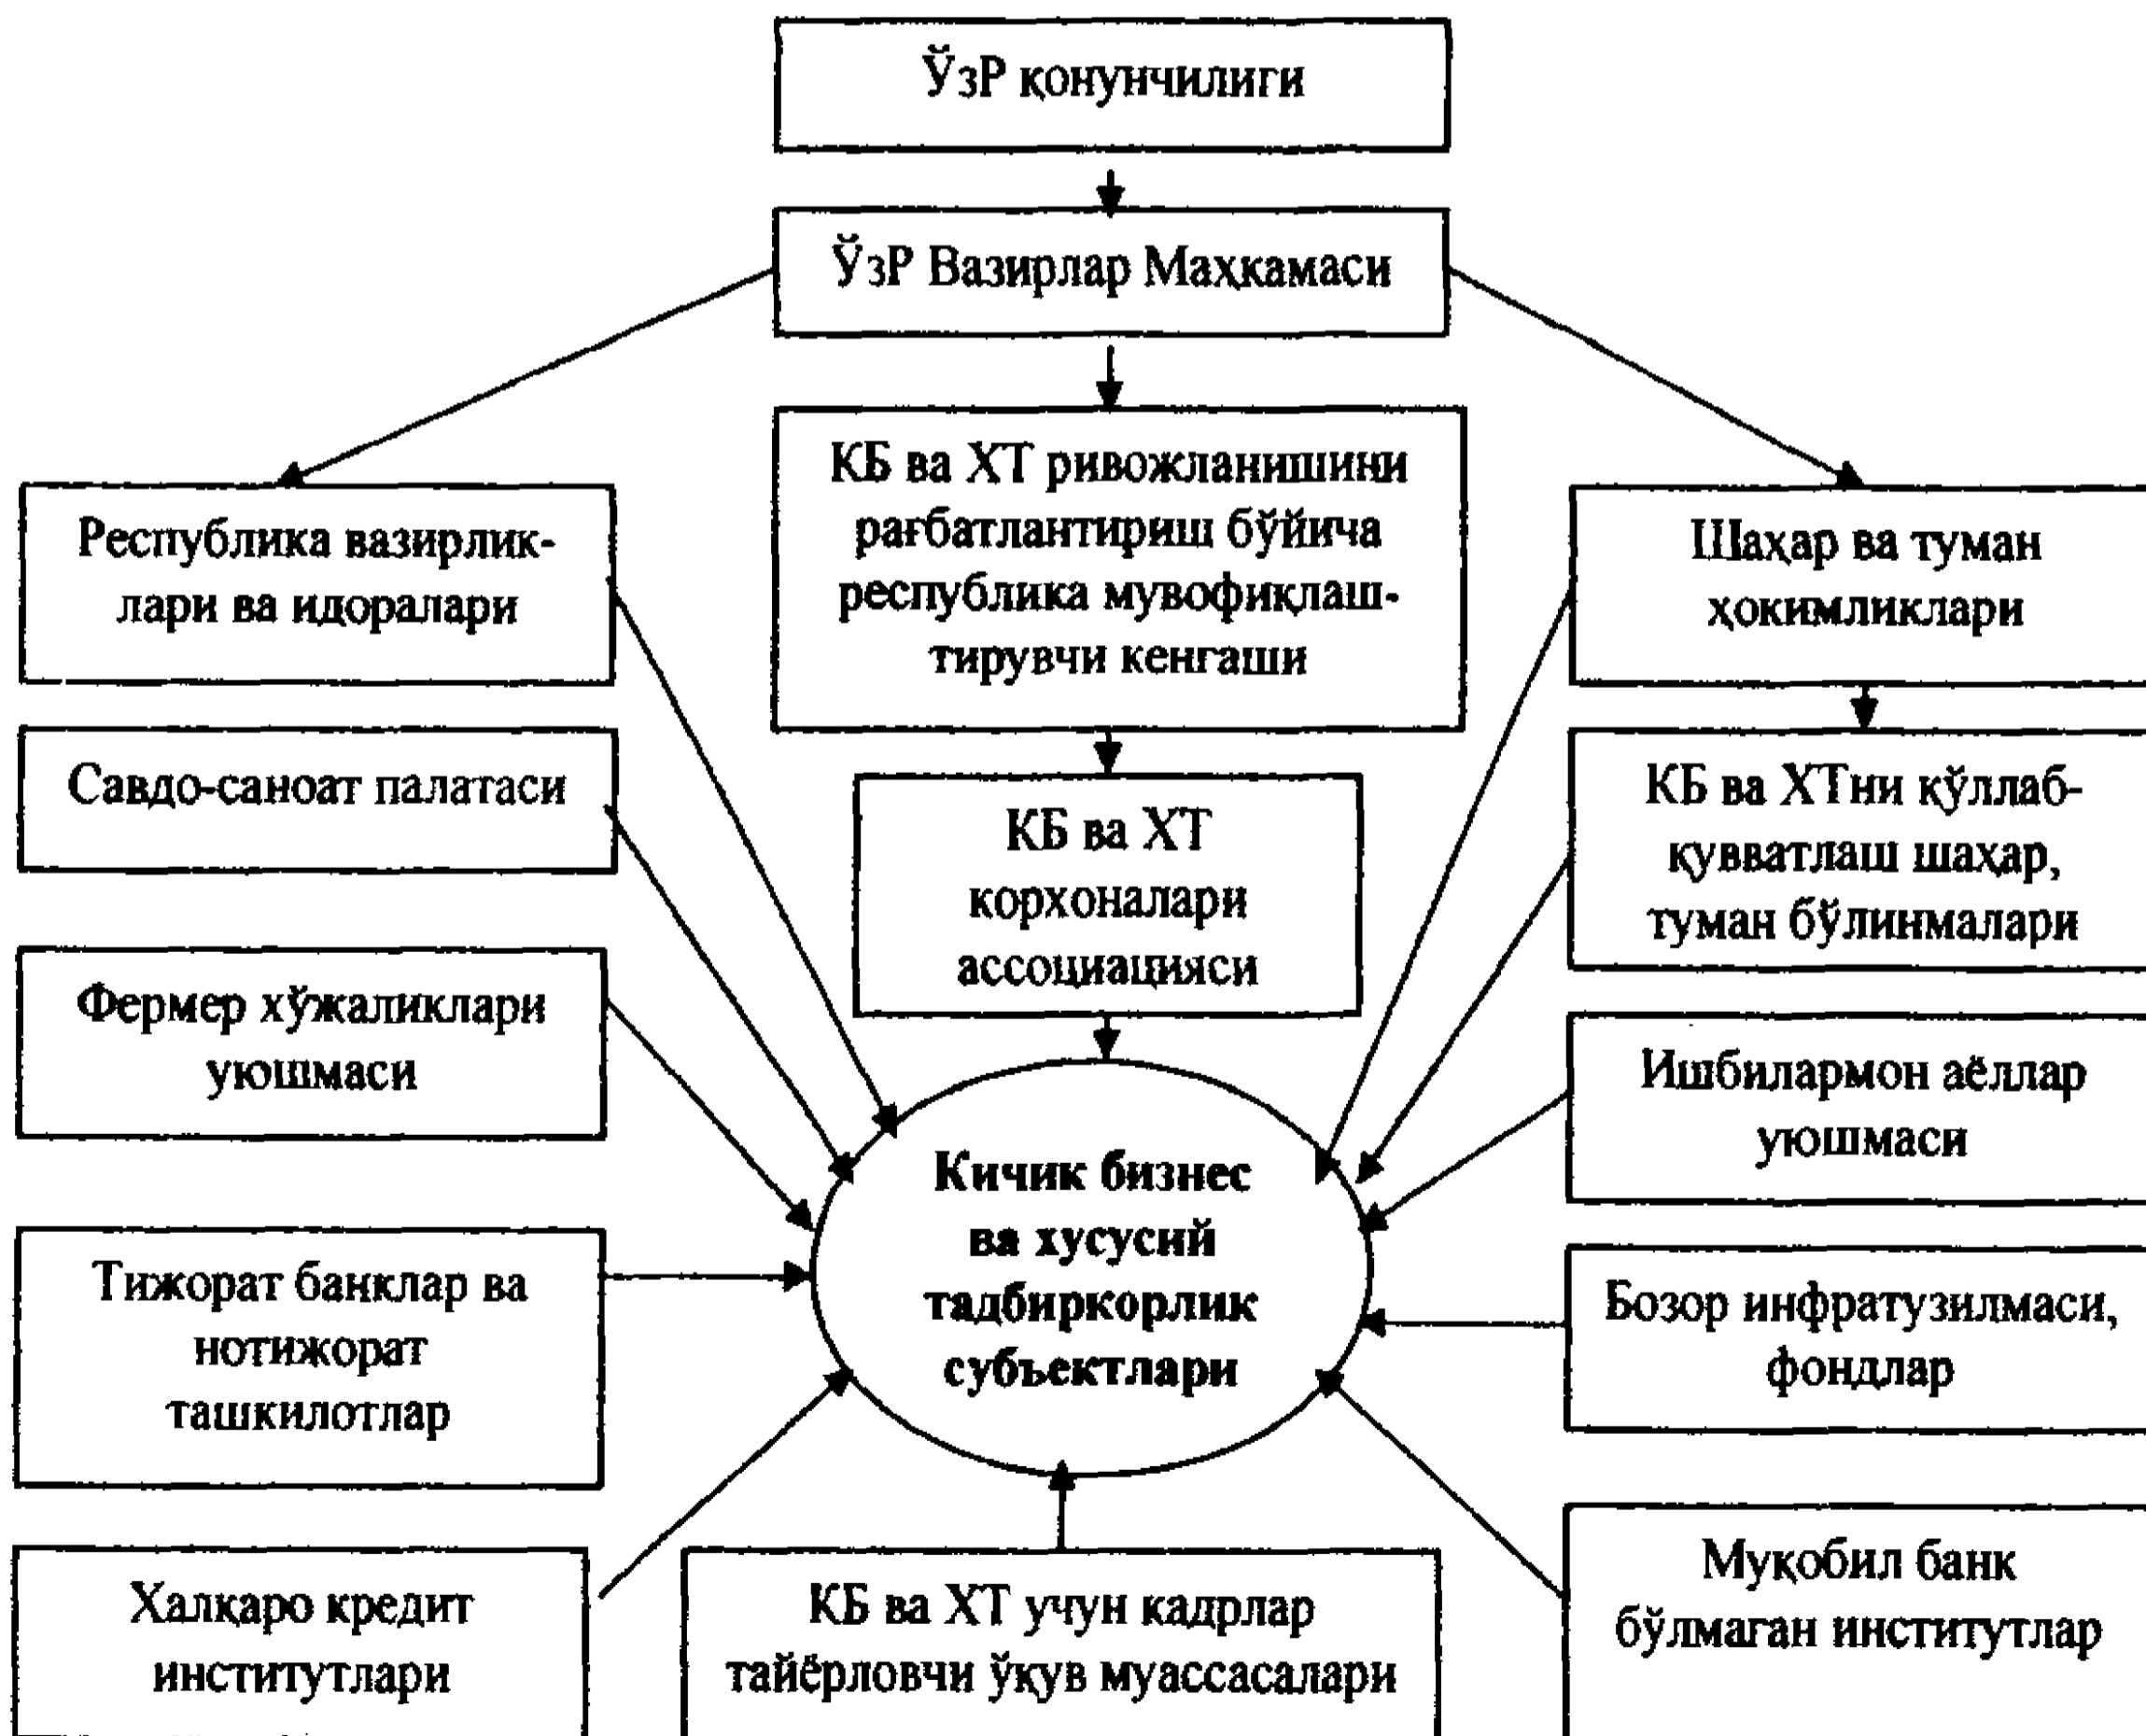 ЎзР қонунчилиги
ЎзР Вазирлар Маҳкамаси
КБ ва ХТ ривожланишини
рағбатлантириш бўйича
республика мувофиқлаш-
тирувчи кенгаши
Республика вазирлик-
лари ва идоралари
Шаҳар ва туман
ҳокимликлари
Савдо-саноат палатаси
КБ ва ХТ
корхоналари
ассоциацияси
КБ ва ХТни қўллаб-
қувватлаш шаҳар,
туман бўлинмалари
Фермер хўжаликлари
уюшмаси
Ишбилармон аёллар
уюшмаси
Кичик бизнес
ва хусусий
тадбиркорлик
субъектлари
Тижорат банклар ва
нотижорат
ташкилотлар
Бозор инфратузилмаси,
фондлар
Халқаро кредит
институтлари
КБ ва ХТ учун кадрлар
тайёрловчи ўқув муассасалари
Муқобил банк
бўлмаган институтлар